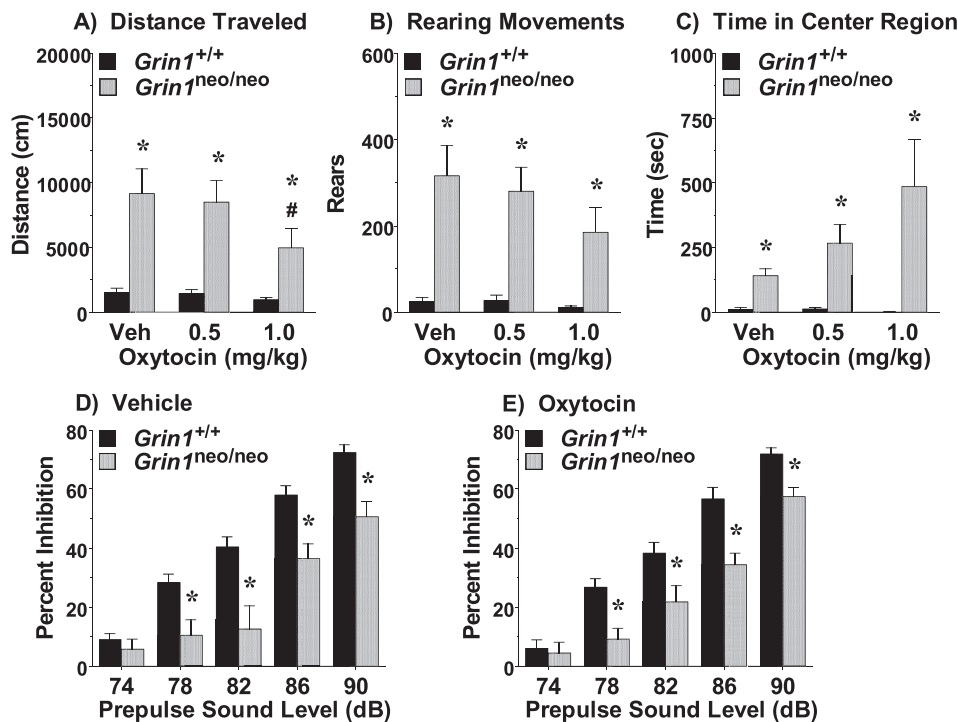 A) Distance Traveled
Grin1+/+
Grin1neo/neo
20000
15000
10000
5000
0
Distance (cm)
*
*
*
#
Veh 0.5 1.0
Oxytocin (mg/kg)
B) Rearing Movements
Grin1+/+
Grin1neo/neo
600
400
200
0
Rears
*
*
*
Veh 0.5 1.0
Oxytocin (mg/kg)
C) Time in Center Region
Grin1+/+
Grin1neo/neo
1000
750
500
250
0
Time (sec)
*
*
*
Veh 0.5 1.0
Oxytocin (mg/kg)
D) Vehicle
Grin1+/+
Grin1neo/neo
80
60
40
20
0
Percent Inhibition
*
*
*
*
74 78 82 86 90
Prepulse Sound Level (dB)
E) Oxytocin
Grin1+/+
Grin1neo/neo
80
60
40
20
0
Percent Inhibition
*
*
*
*
74 78 82 86 90
Prepulse Sound Level (dB)